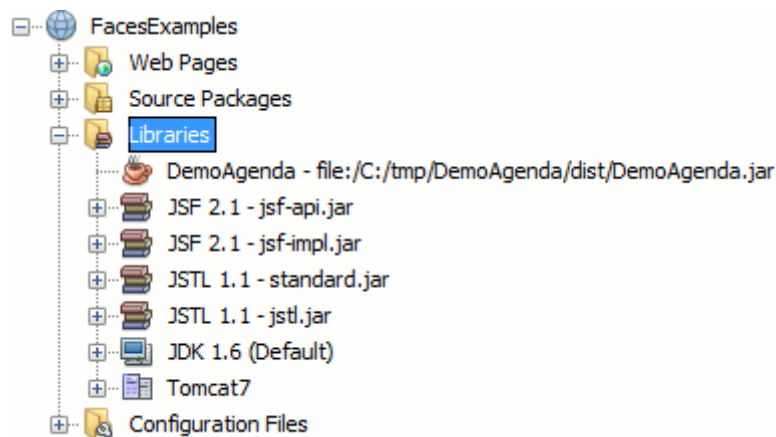 FacesExamples
Web Pages
Source Packages
Libraries
DemoAgenda - file:/C:/tmp/DemoAgenda/dist/DemoAgenda.jar
JSF 2.1 - jsf-api.jar
JSF 2.1 - jsf-impl.jar
JSTL 1.1 - standard.jar
JSTL 1.1 - jstl.jar
JDK 1.6 (Default)
Tomcat7
Configuration Files